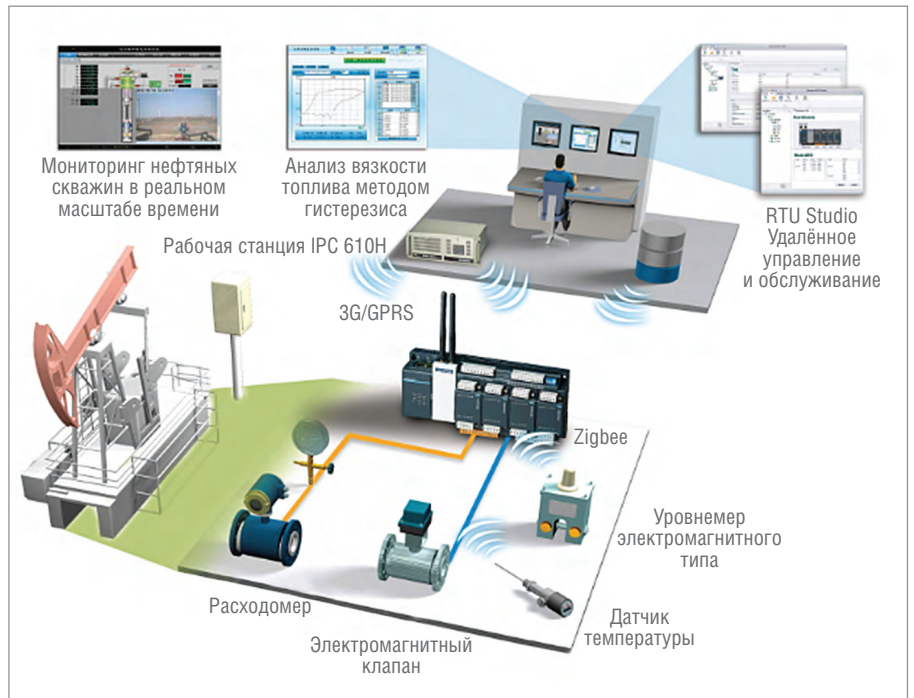 Мониторинг нефтяных
скважин в реальном
масштабе времени
Анализ вязкости
топлива методом
гистерезиса
RTU Studio
Удалённое
управление
и обслуживание
Рабочая станция IPC 610H
3G/GPRS
Zigbee
Уровнемер
электромагнитного
типа
Расходомер
Датчик
температуры
Электромагнитный
клапан